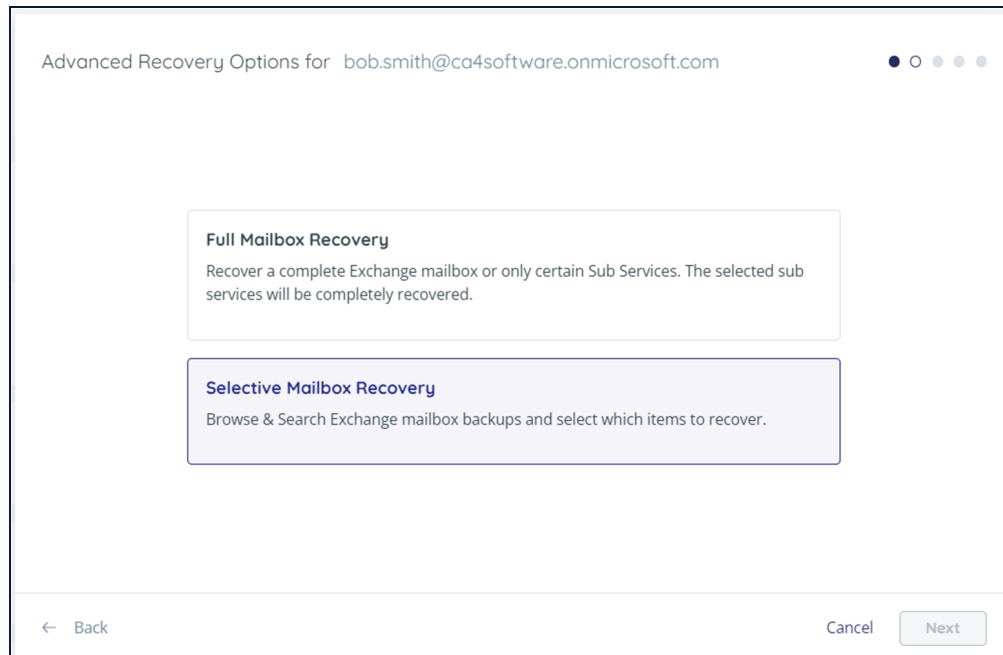 Advanced Recovery Options for bob.smith@ca4software.onmicrosoft.com
Full Mailbox Recovery
Recover a complete Exchange mailbox or only certain Sub Services. The selected sub
services will be completely recovered.
Selective Mailbox Recovery
Browse & Search Exchange mailbox backups and select which items to recover.
← Back Cancel Next